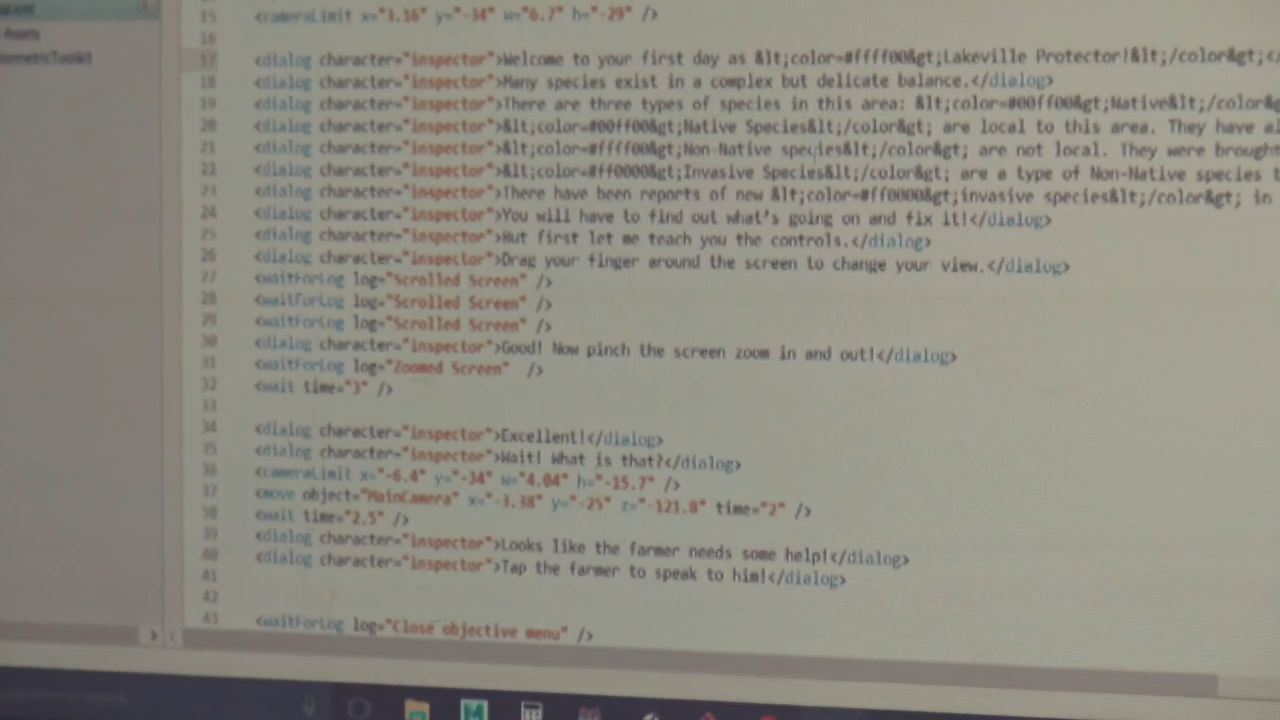 Assets
15 <cameraLimit x="3.16" y="-34" w="6.7" h="-29" />
16
17 <dialog character="inspector">Welcome to your first day as &lt;color=#ffff00&gt;Lakeville Protector!&lt;/color&gt;</
18 <dialog character="inspector">Many species exist in a complex but delicate balance.</dialog>
19 <dialog character="inspector">There are three types of species in this area: &lt;color=#00ff00&gt;Native&lt;/color&g
20 <dialog character="inspector">&lt;color=#00ff00&gt;Native Species&lt;/color&gt; are local to this area. They have al
21 <dialog character="inspector">&lt;color=#ffff00&gt;Non-Native species&lt;/color&gt; are not local. They were brought
22 <dialog character="inspector">&lt;color=#ff0000&gt;Invasive Species&lt;/color&gt; are a type of Non-Native species t
23 <dialog character="inspector">There have been reports of new &lt;color=#ff0000&gt;invasive species&lt;/color&gt; in
24 <dialog character="inspector">You will have to find out what's going on and fix it!</dialog>
25 <dialog character="inspector">But first let me teach you the controls.</dialog>
26 <dialog character="inspector">Drag your finger around the screen to change your view.</dialog>
27 <waitForLog log="Scrolled Screen" />
28 <waitForLog log="Scrolled Screen" />
29 <waitForLog log="Scrolled Screen" />
30 <dialog character="inspector">Good! Now pinch the screen zoom in and out!</dialog>
31 <waitForLog log="Zoomed Screen" />
32 <wait time="3" />
33
34 <dialog character="inspector">Excellent!</dialog>
35 <dialog character="inspector">Wait! What is that?</dialog>
36 <cameraLimit x="-6.4" y="-34" w="4.04" h="-15.7" />
37 <move object="MainCamera" x="-3.38" y="-25" z="-121.8" time="2" />
38 <wait time="2.5" />
39 <dialog character="inspector">Looks like the farmer needs some help!</dialog>
40 <dialog character="inspector">Tap the farmer to speak to him!</dialog>
41
42
43 <waitForLog log="Close objective menu" />